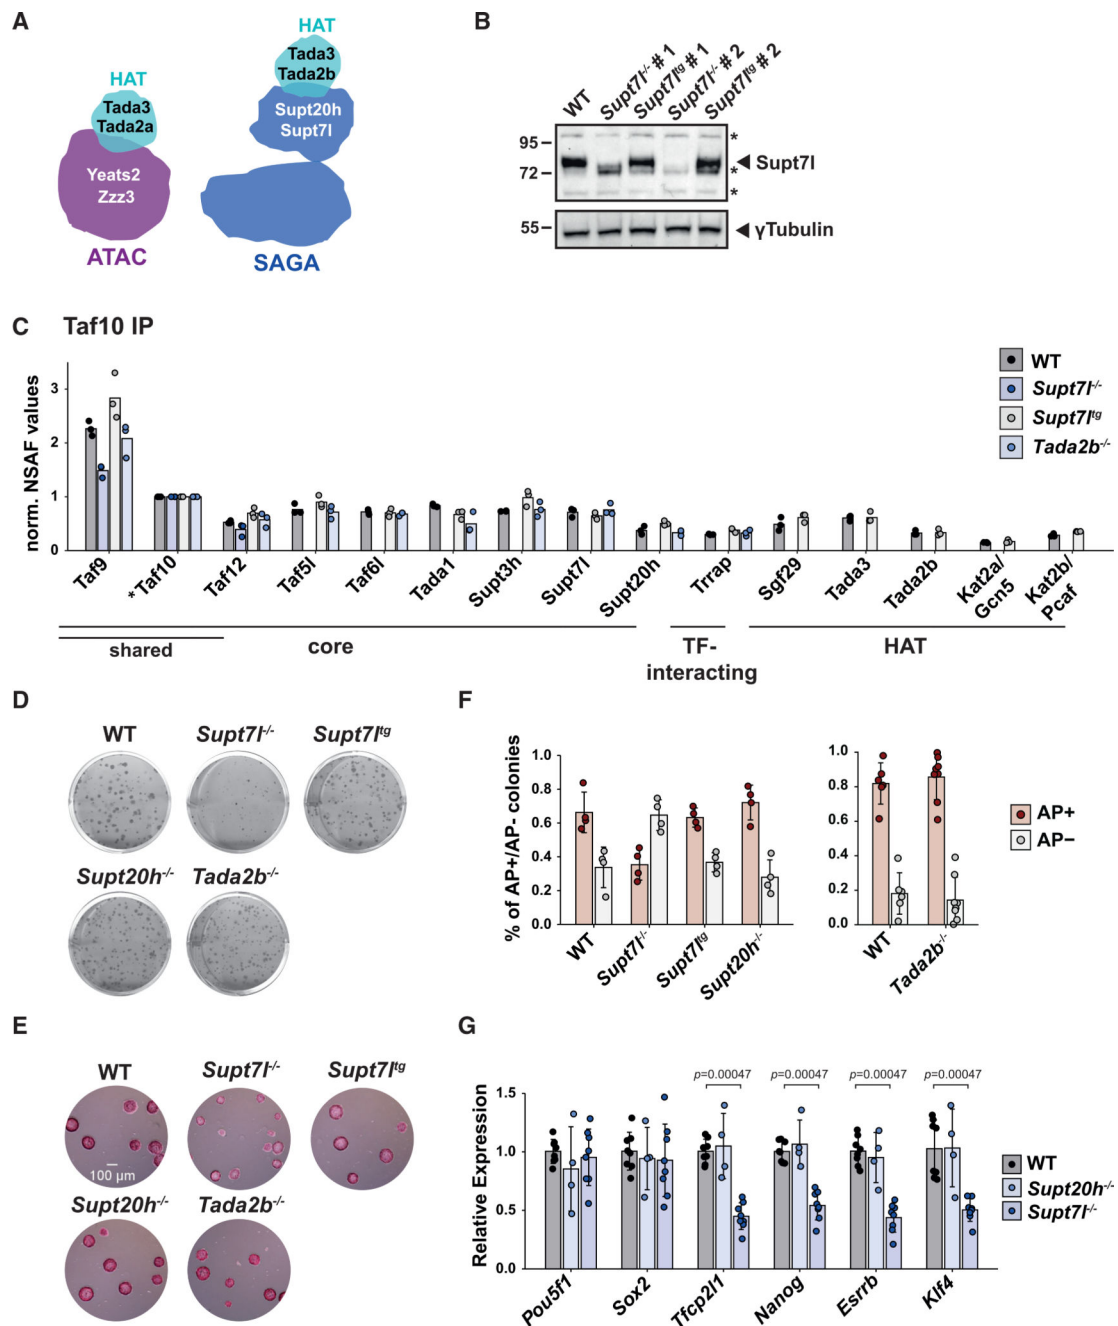 A
HAT
Tada3
Tada2a
Yeats2
Zzz3
ATAC
HAT
Tada3
Tada2b
Supt20h
Supt7l
SAGA
B
WT
Supt7l-/- # 1
Supt7ltg # 1
Supt7l-/- # 2
Supt7ltg # 2
95
72
55
*
Supt7l
*
*
γTubulin
C Taf10 IP
norm. NSAF values
3
2
1
0
WT
Supt7l-/-
Supt7ltg
Tada2b-/-
Taf9
* Taf10
Taf12
Taf5l
Taf6l
Tada1
Supt3h
Supt7l
Supt20h
Trrap
Sgf29
Tada3
Tada2b
Kat2a/
Gcn5
Kat2b/
Pcaf
shared
core
TF-
interacting
HAT
D
WT
Supt7l-/-
Supt7ltg
Supt20h-/-
Tada2b-/-
E
WT
Supt7l-/-
Supt7ltg
100 µm
Supt20h-/-
Tada2b-/-
F
% of AP+/AP- colonies
1.0
0.8
0.6
0.4
0.2
0.0
WT
Supt7l-/-
Supt7ltg
Supt20h-/-
1.0
0.8
0.6
0.4
0.2
0.0
WT
Tada2b-/-
AP+
AP−
G
Relative Expression
1.5
1.0
0.5
0.0
p=0.00047
p=0.00047
p=0.00047
p=0.00047
WT
Supt20h-/-
Supt7l-/-
Pou5f1
Sox2
Tfcp2l1
Nanog
Esrrb
Klf4